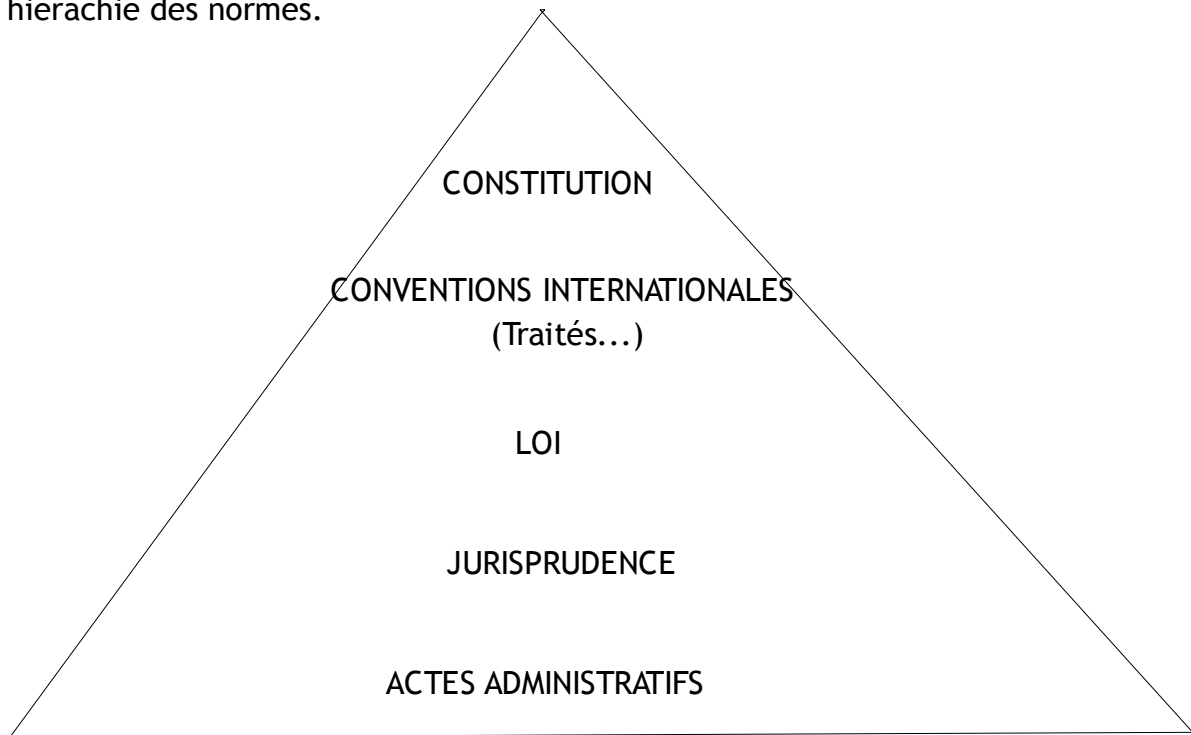 hiérachie des normes.
CONSTITUTION
CONVENTIONS INTERNATIONALES
(Traités...)
LOI
JURISPRUDENCE
ACTES ADMINISTRATIFS